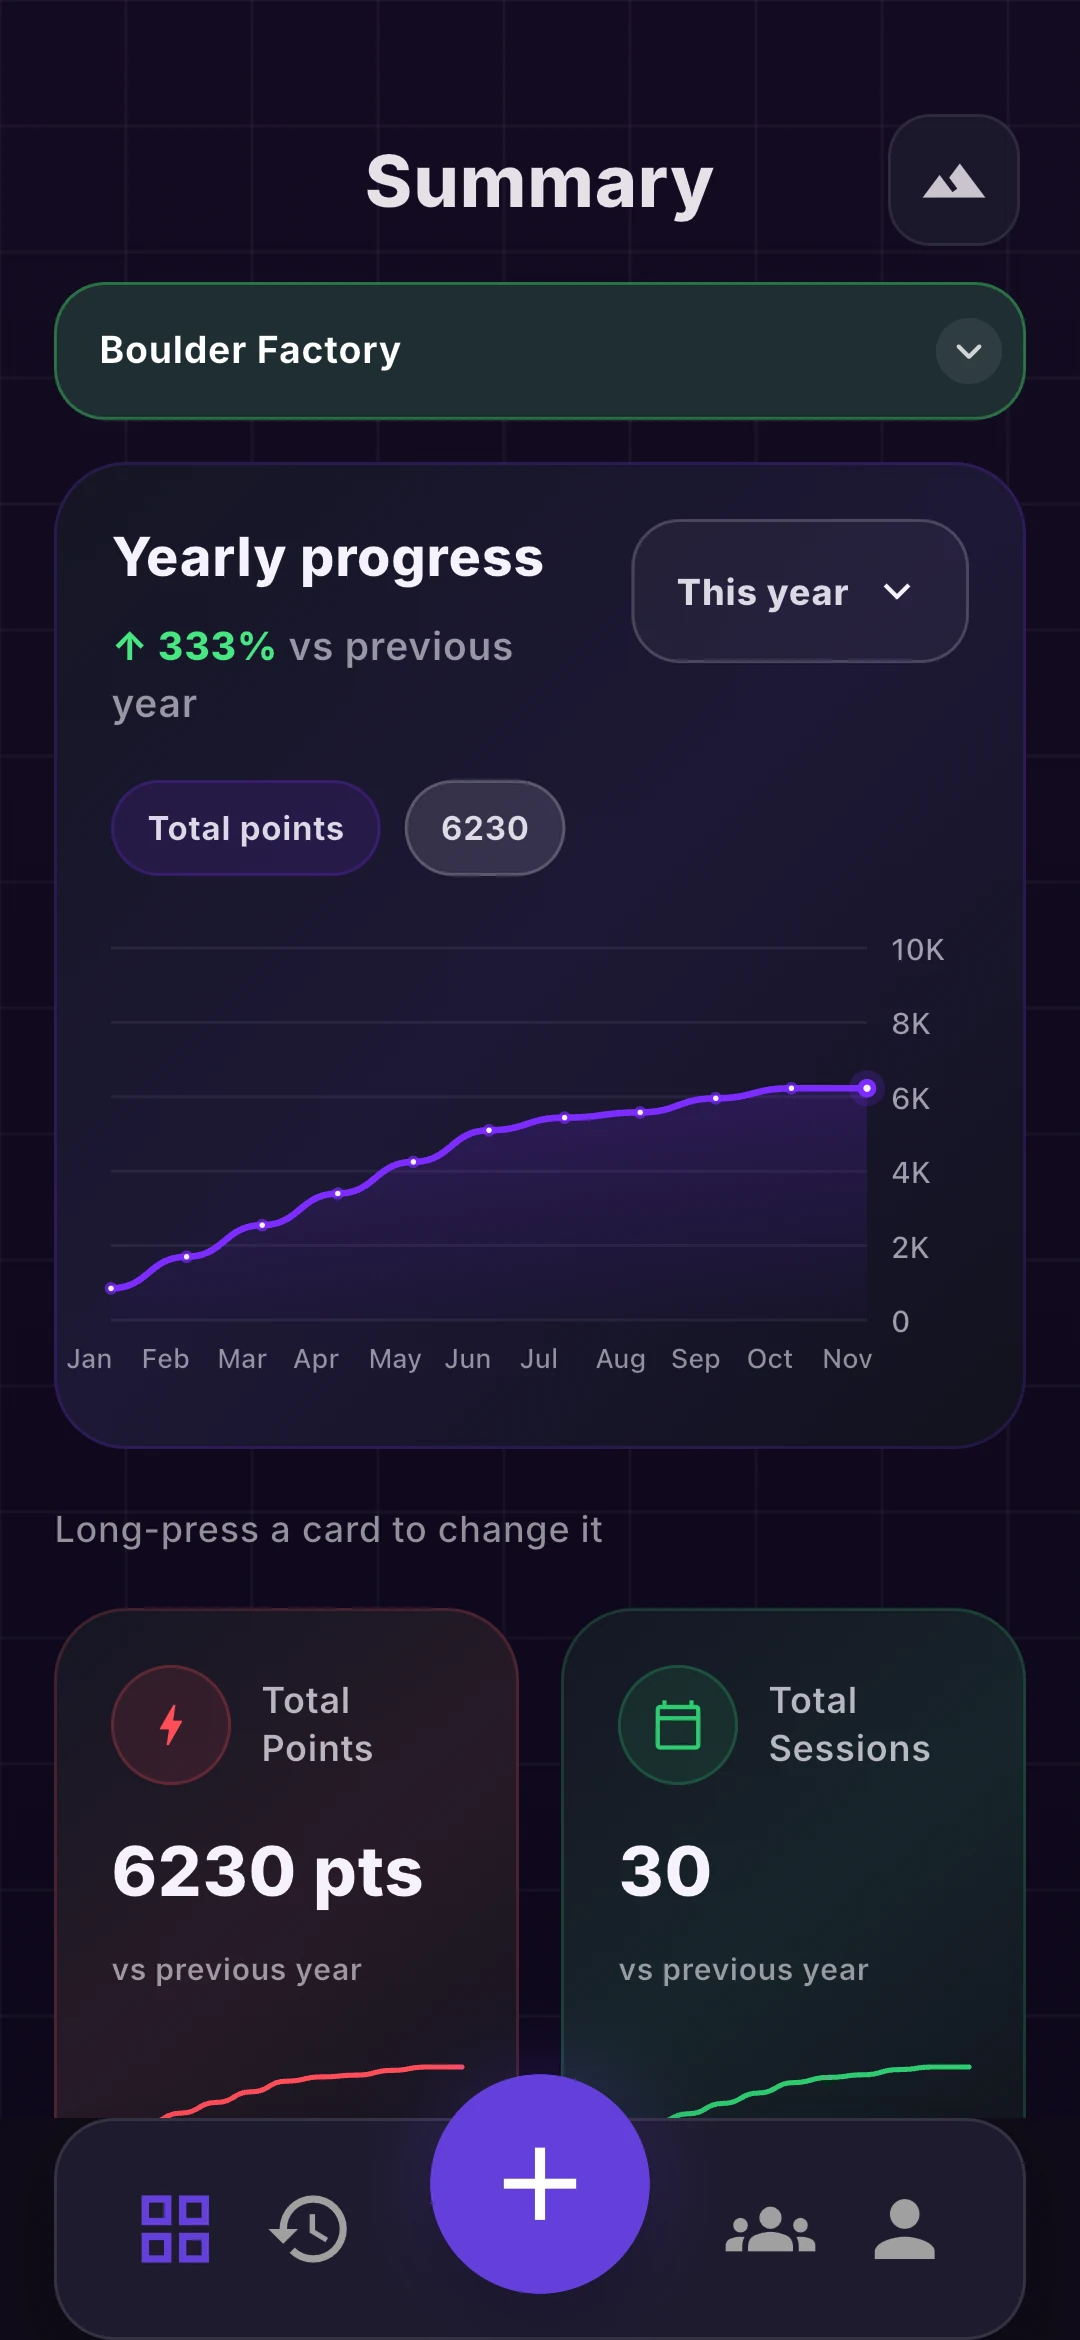 Summary
Boulder Factory
Yearly progress
This year
↑ 333% vs previous
year
Total points
6230
10K
8K
6K
4K
2K
0
Jan Feb Mar Apr May Jun Jul Aug Sep Oct Nov
Long-press a card to change it
Total
Points
6230 pts
vs previous year
Total
Sessions
30
vs previous year